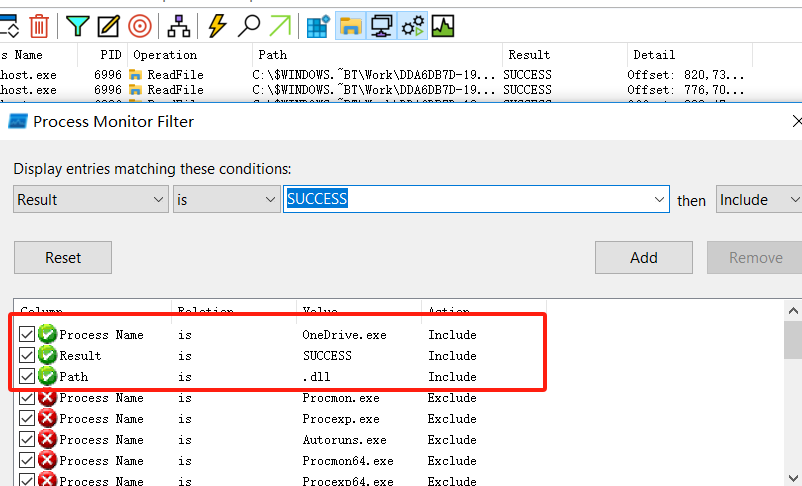 s Name PID Operation Path Result Detail
host.exe 6996 ReadFile C:\$WINDOWS.~BT\Work\DDA6DB7D-19... SUCCESS Offset: 820,73...
host.exe 6996 ReadFile C:\$WINDOWS.~BT\Work\DDA6DB7D-19... SUCCESS Offset: 776,70...
Process Monitor Filter
Display entries matching these conditions:
Result is SUCCESS then Include
Reset Add Remove
Column Relation Value Action
Process Name is OneDrive.exe Include
Result is SUCCESS Include
Path is .dll Include
Process Name is Procmon.exe Exclude
Process Name is Procexp.exe Exclude
Process Name is Autoruns.exe Exclude
Process Name is Procmon64.exe Exclude
Process Name is Procexp64.exe Exclude